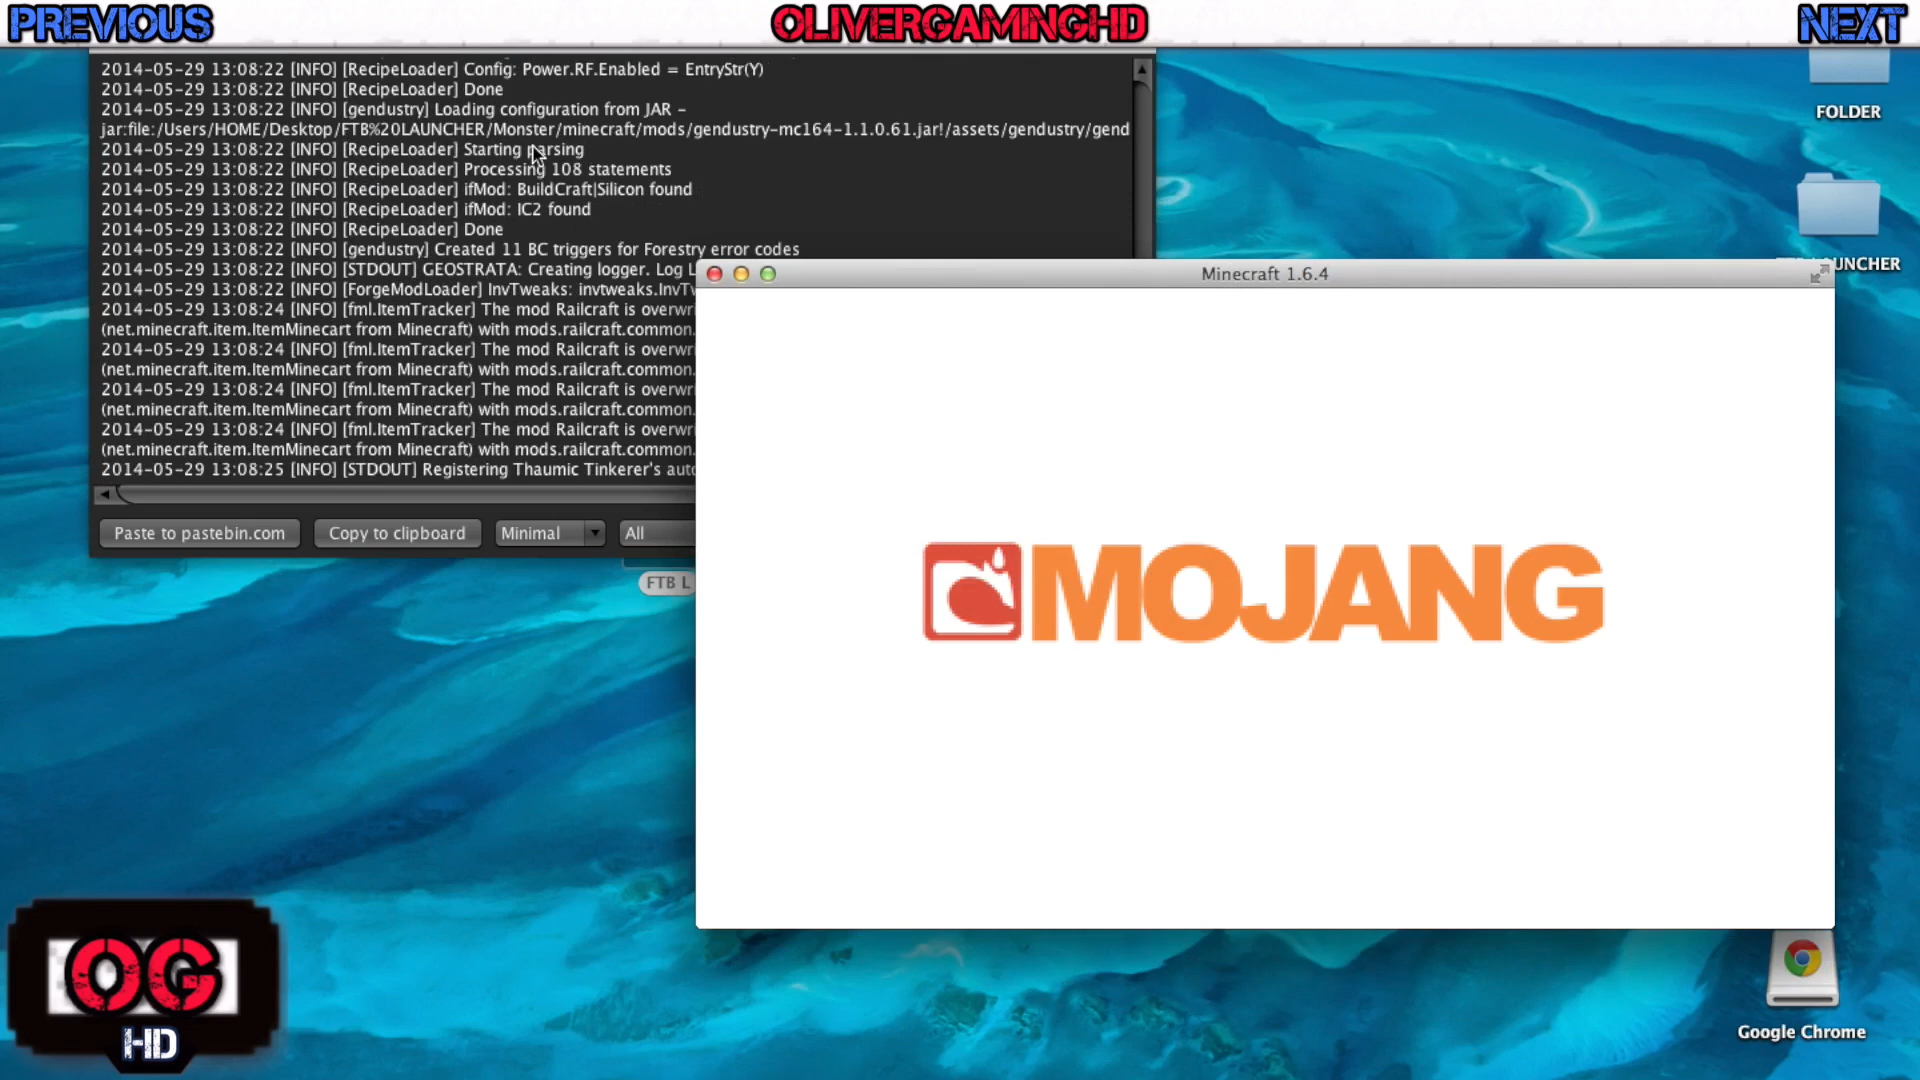 PREVIOUS
OLIVERGAMINGHD
NEXT
2014-05-29 13:08:22 [INFO] [RecipeLoader] Config: Power.RF.Enabled = EntryStr(Y)
2014-05-29 13:08:22 [INFO] [RecipeLoader] Done
2014-05-29 13:08:22 [INFO] [gendustry] Loading configuration from JAR -
jar:file:/Users/HOME/Desktop/FTB%20LAUNCHER/Monster/minecraft/mods/gendustry-mc164-1.1.0.61.jar!/assets/gendustry/gend
2014-05-29 13:08:22 [INFO] [RecipeLoader] Starting parsing
2014-05-29 13:08:22 [INFO] [RecipeLoader] Processing 108 statements
2014-05-29 13:08:22 [INFO] [RecipeLoader] ifMod: BuildCraft|Silicon found
2014-05-29 13:08:22 [INFO] [RecipeLoader] ifMod: IC2 found
2014-05-29 13:08:22 [INFO] [RecipeLoader] Done
2014-05-29 13:08:22 [INFO] [gendustry] Created 11 BC triggers for Forestry error codes
2014-05-29 13:08:22 [INFO] [STDOUT] GEOSTRATA: Creating logger. Log L
2014-05-29 13:08:22 [INFO] [ForgeModLoader] InvTweaks: invtweaks.InvTw
2014-05-29 13:08:24 [INFO] [fml.ItemTracker] The mod Railcraft is overwri
(net.minecraft.item.ItemMinecart from Minecraft) with mods.railcraft.common.
2014-05-29 13:08:24 [INFO] [fml.ItemTracker] The mod Railcraft is overwri
(net.minecraft.item.ItemMinecart from Minecraft) with mods.railcraft.common.
2014-05-29 13:08:24 [INFO] [fml.ItemTracker] The mod Railcraft is overwri
(net.minecraft.item.ItemMinecart from Minecraft) with mods.railcraft.common.
2014-05-29 13:08:24 [INFO] [fml.ItemTracker] The mod Railcraft is overwri
(net.minecraft.item.ItemMinecart from Minecraft) with mods.railcraft.common.
2014-05-29 13:08:25 [INFO] [STDOUT] Registering Thaumic Tinkerer's auto
Paste to pastebin.com
Copy to clipboard
Minimal
All
FTB L
Minecraft 1.6.4
MOJANG
FOLDER
UNCHER
Google Chrome
OG
HD